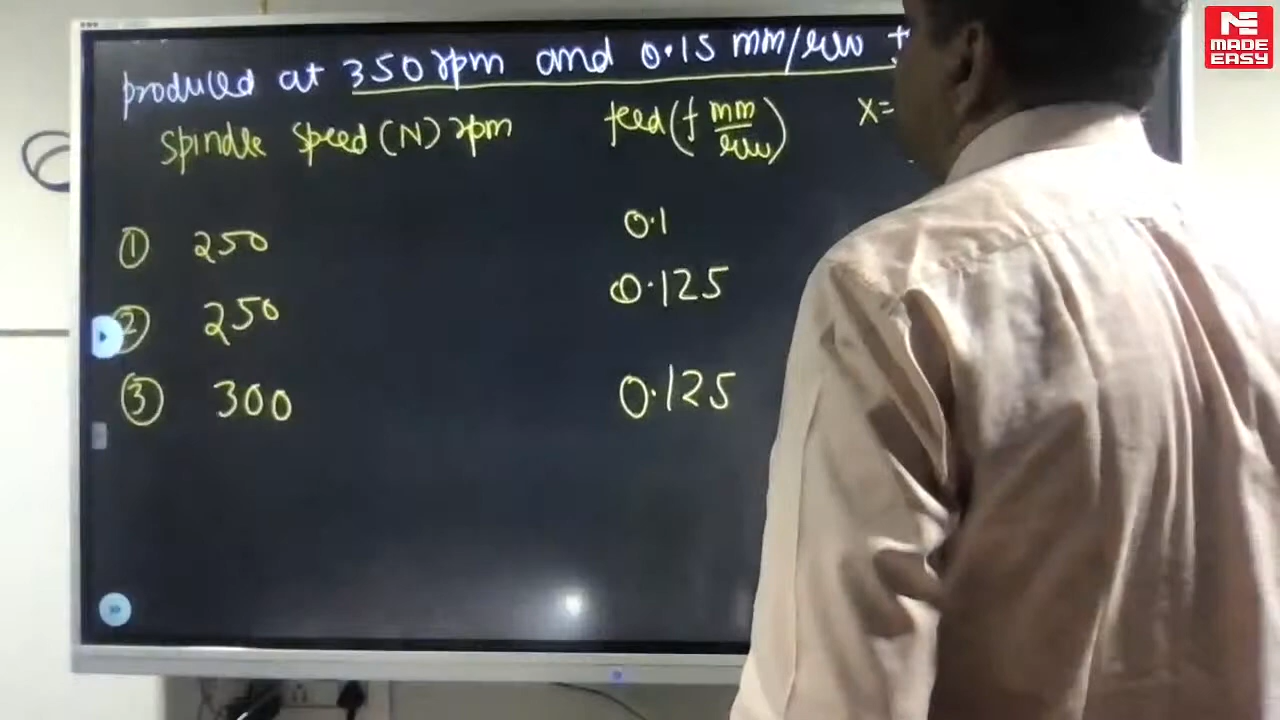 produced at 350 rpm and 0.15 mm/rev
spindle speed (N) rpm feed (f mm/rev) x=
① 250 0.1
② 250 0.125
③ 300 0.125
ME
MADE
EASY